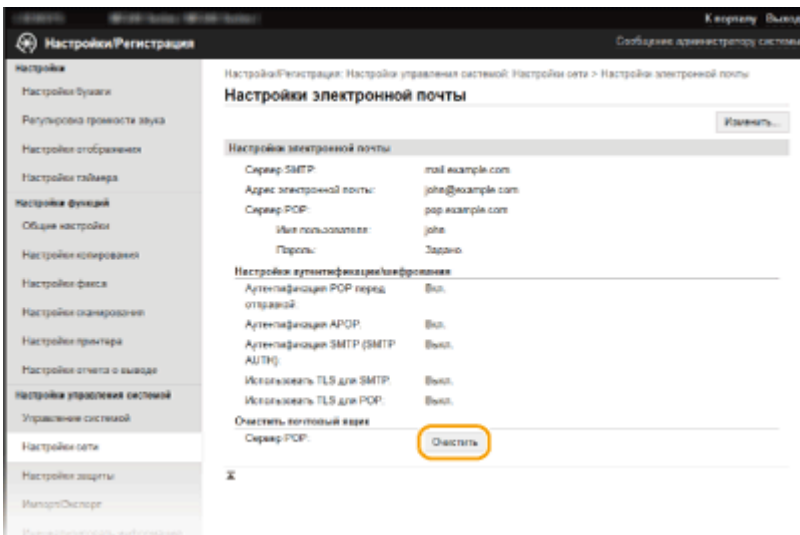 К порталу Выход
Настройки/Регистрация
Сообщение администратору системы
Настройки
Настройки бумаги
Регулировка громкости звука
Настройки отображения
Настройки таймера
Настройки функций
Общие настройки
Настройки копирования
Настройки факса
Настройки сканирования
Настройки принтера
Настройки отчета о выводе
Настройки управления системой
Управление системой
Настройки сети
Настройки защиты
Импорт/Экспорт
Настройки/Регистрация: Настройки управления системой: Настройки сети > Настройки электронной почты
Настройки электронной почты
Изменить...
Настройки электронной почты
Сервер SMTP: mail.example.com
Адрес электронной почты: john@example.com
Сервер POP: pop.example.com
Имя пользователя: john
Пароль: Задано
Настройки аутентификации/шифрования
Аутентификация POP перед Вкл.
отправкой:
Аутентификация APOP: Вкл.
Аутентификация SMTP (SMTP Выкл.
AUTH):
Использовать TLS для SMTP: Выкл.
Использовать TLS для POP: Выкл.
Очистить почтовый ящик
Сервер POP: Очистить